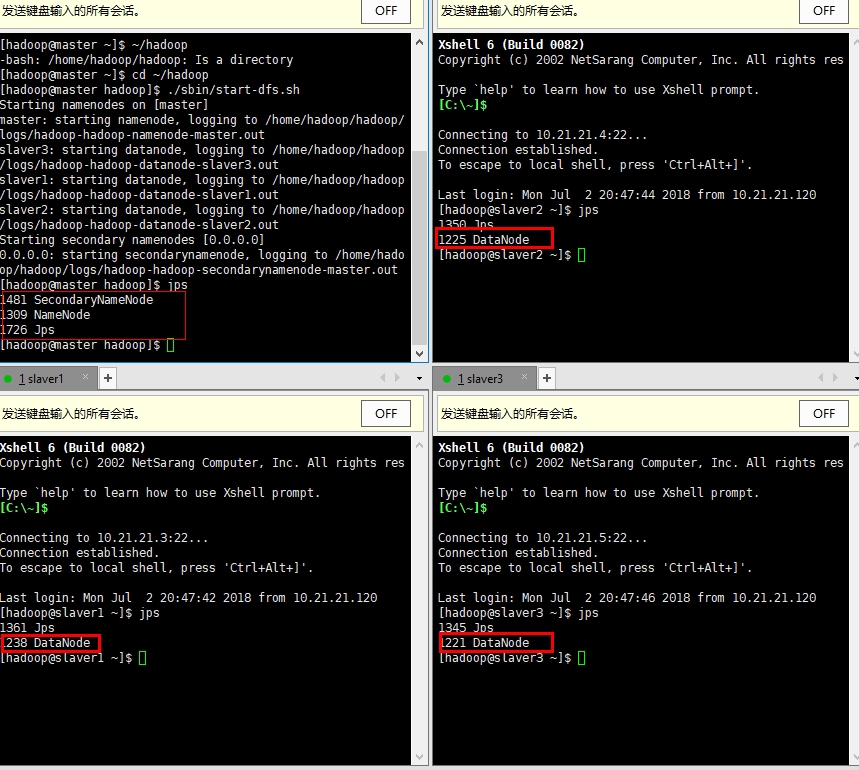 发送键盘输入的所有会话。 OFF
[hadoop@master ~]$ ~/hadoop
-bash: /home/hadoop/hadoop: Is a directory
[hadoop@master ~]$ cd ~/hadoop
[hadoop@master hadoop]$ ./sbin/start-dfs.sh
Starting namenodes on [master]
master: starting namenode, logging to /home/hadoop/hadoop/
logs/hadoop-hadoop-namenode-master.out
slaver3: starting datanode, logging to /home/hadoop/hadoop
/logs/hadoop-hadoop-datanode-slaver3.out
slaver1: starting datanode, logging to /home/hadoop/hadoop
/logs/hadoop-hadoop-datanode-slaver1.out
slaver2: starting datanode, logging to /home/hadoop/hadoop
/logs/hadoop-hadoop-datanode-slaver2.out
Starting secondary namenodes [0.0.0.0]
0.0.0.0: starting secondarynamenode, logging to /home/hado
op/hadoop/logs/hadoop-hadoop-secondarynamenode-master.out
[hadoop@master hadoop]$ jps
1481 SecondaryNameNode
1309 NameNode
1726 Jps
[hadoop@master hadoop]$
发送键盘输入的所有会话。 OFF
Xshell 6 (Build 0082)
Copyright (c) 2002 NetSarang Computer, Inc. All rights res
Type `help' to learn how to use Xshell prompt.
[C:\~]$
Connecting to 10.21.21.4:22...
Connection established.
To escape to local shell, press 'Ctrl+Alt+]'.
Last login: Mon Jul  2 20:47:44 2018 from 10.21.21.120
[hadoop@slaver2 ~]$ jps
1350 Jps
1225 DataNode
[hadoop@slaver2 ~]$
1 slaver1 × +
发送键盘输入的所有会话。 OFF
Xshell 6 (Build 0082)
Copyright (c) 2002 NetSarang Computer, Inc. All rights res
Type `help' to learn how to use Xshell prompt.
[C:\~]$
Connecting to 10.21.21.3:22...
Connection established.
To escape to local shell, press 'Ctrl+Alt+]'.
Last login: Mon Jul  2 20:47:42 2018 from 10.21.21.120
[hadoop@slaver1 ~]$ jps
1361 Jps
1238 DataNode
[hadoop@slaver1 ~]$
1 slaver3 × +
发送键盘输入的所有会话。 OFF
Xshell 6 (Build 0082)
Copyright (c) 2002 NetSarang Computer, Inc. All rights res
Type `help' to learn how to use Xshell prompt.
[C:\~]$
Connecting to 10.21.21.5:22...
Connection established.
To escape to local shell, press 'Ctrl+Alt+]'.
Last login: Mon Jul  2 20:47:46 2018 from 10.21.21.120
[hadoop@slaver3 ~]$ jps
1345 Jps
1221 DataNode
[hadoop@slaver3 ~]$